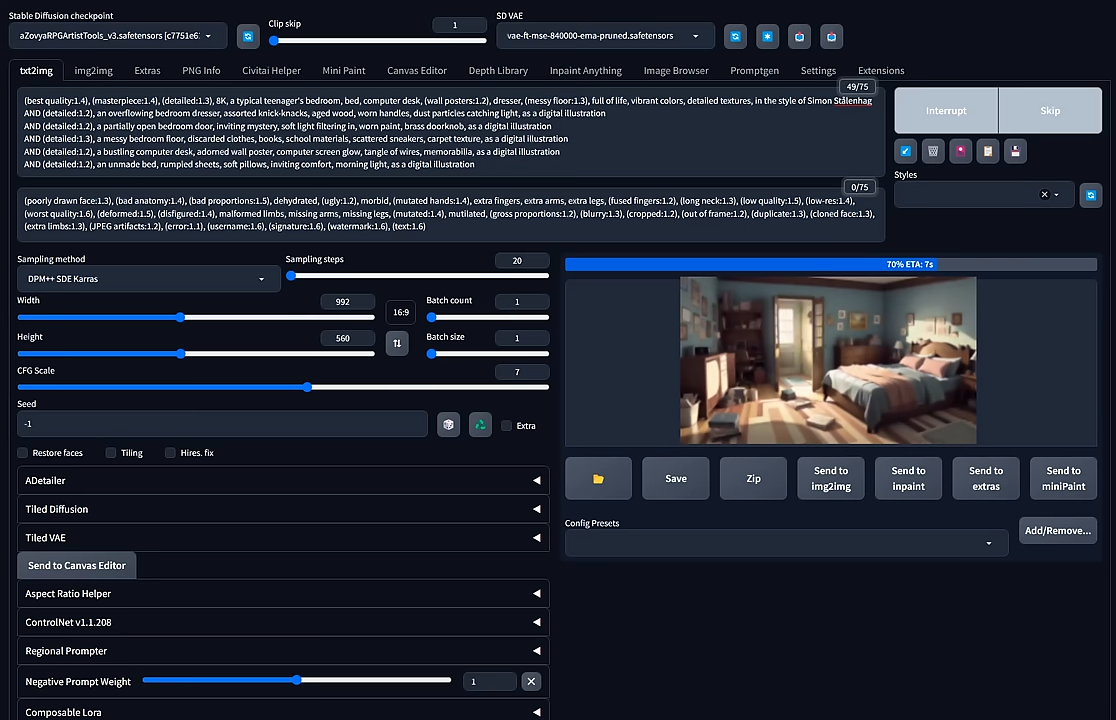 Stable Diffusion checkpoint
aZovyaRPGArtistTools_v3.safetensors [c7751e6:
Clip skip
1
SD VAE
vae-ft-mse-840000-ema-pruned.safetensors
txt2img
img2img
Extras
PNG Info
Civitai Helper
Mini Paint
Canvas Editor
Depth Library
Inpaint Anything
Image Browser
Promptgen
Settings
Extensions
49/75
(best quality:1.4), (masterpiece:1.4), (detailed:1.3), 8K, a typical teenager's bedroom, bed, computer desk, (wall posters:1.2), dresser, (messy floor:1.3), full of life, vibrant colors, detailed textures, in the style of Simon Stålenhag
AND (detailed:1.2), an overflowing bedroom dresser, assorted knick-knacks, aged wood, worn handles, dust particles catching light, as a digital illustration
AND (detailed:1.2), a partially open bedroom door, inviting mystery, soft light filtering in, worn paint, brass doorknob, as a digital illustration
AND (detailed:1.3), a messy bedroom floor, discarded clothes, books, school materials, scattered sneakers, carpet texture, as a digital illustration
AND (detailed:1.2), a bustling computer desk, adorned wall poster, computer screen glow, tangle of wires, memorabilia, as a digital illustration
AND (detailed:1.2), an unmade bed, rumpled sheets, soft pillows, inviting comfort, morning light, as a digital illustration
Interrupt
Skip
Styles
0/75
(poorly drawn face:1.3), (bad anatomy:1.4), (bad proportions:1.5), dehydrated, (ugly:1.2), morbid, (mutated hands:1.4), extra fingers, extra arms, extra legs, (fused fingers:1.2), (long neck:1.3), (low quality:1.5), (low-res:1.4),
(worst quality:1.6), (deformed:1.5), (disfigured:1.4), malformed limbs, missing arms, missing legs, (mutated:1.4), mutilated, (gross proportions:1.2), (blurry:1.3), (cropped:1.2), (out of frame:1.2), (duplicate:1.3), (cloned face:1.3),
(extra limbs:1.3), (JPEG artifacts:1.2), (error:1.1), (username:1.6), (signature:1.6), (watermark:1.6), (text:1.6)
Sampling method
DPM++ SDE Karras
Sampling steps
20
Width
992
16:9
Batch count
1
Height
560
Batch size
1
CFG Scale
7
Seed
-1
Extra
Restore faces
Tiling
Hires. fix
70% ETA: 7s
Save
Zip
Send to
img2img
Send to
inpaint
Send to
extras
Send to
miniPaint
Config Presets
Add/Remove...
ADetailer
Tiled Diffusion
Tiled VAE
Send to Canvas Editor
Aspect Ratio Helper
ControlNet v1.1.208
Regional Prompter
Negative Prompt Weight
1
Composable Lora